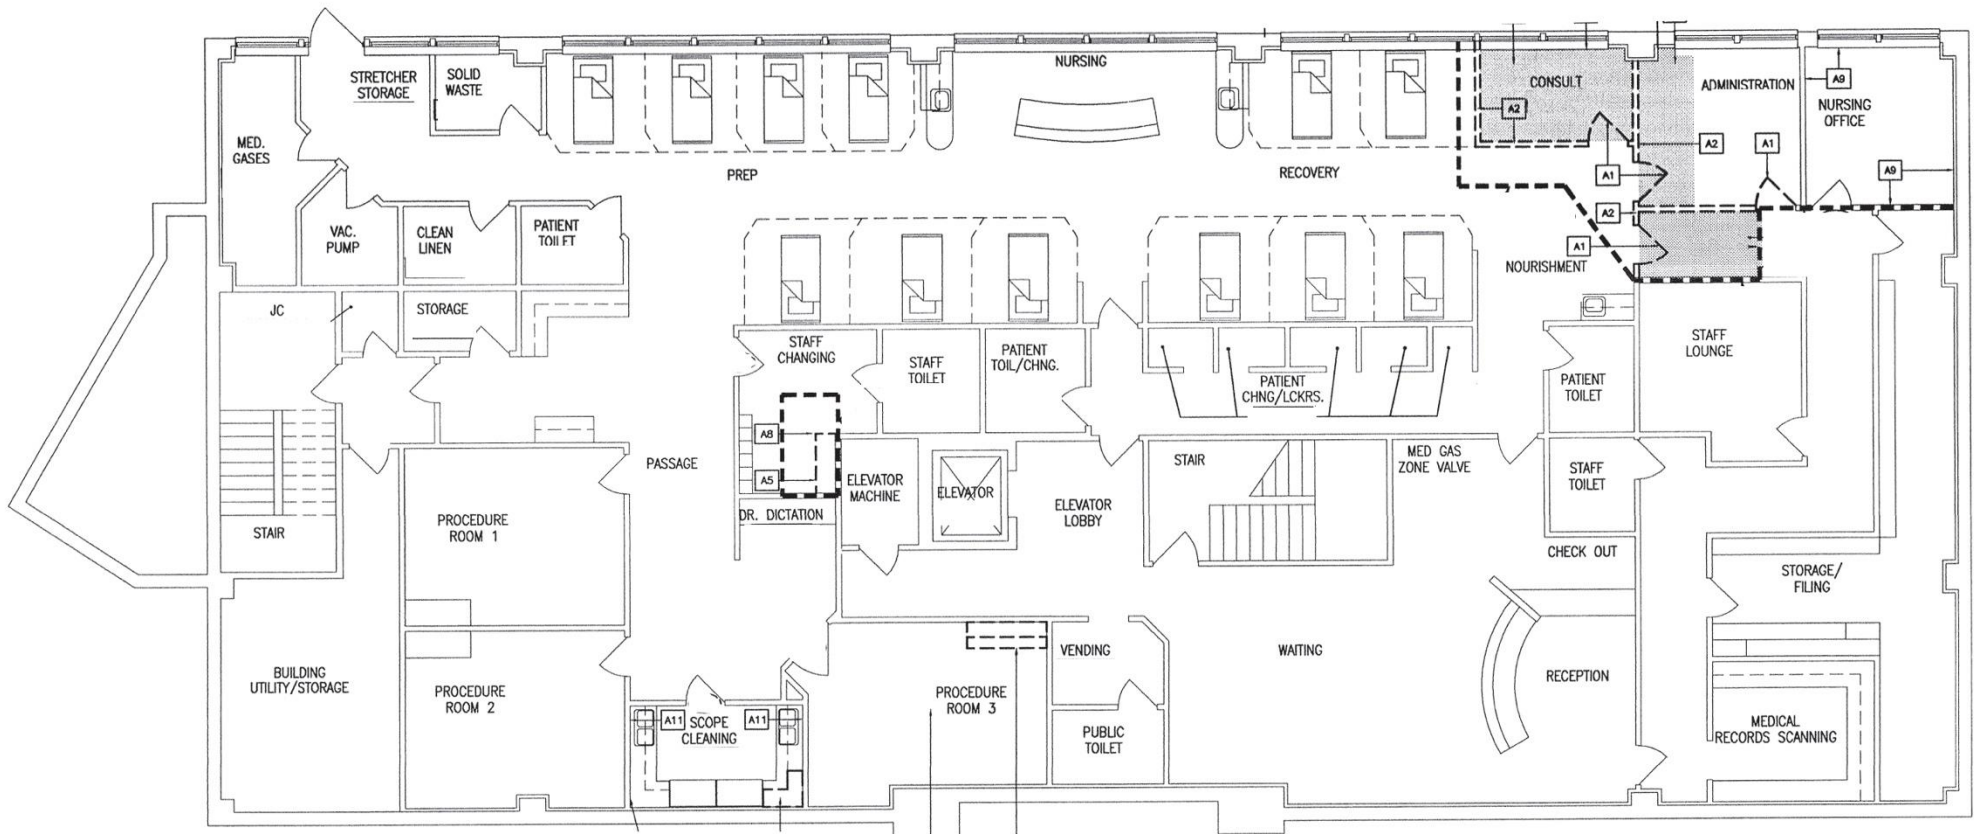 NURSING
STRETCHER
STORAGE
SOLID
WASTE
CONSULT
ADMINISTRATION
A9
NURSING
OFFICE
A2
MED.
GASES
A2
A1
A9
PREP
RECOVERY
A1
A2
VAC.
PUMP
CLEAN
LINEN
PATIENT
TOILET
A1
NOURISHMENT
JC
STORAGE
STAFF
CHANGING
STAFF
TOILET
PATIENT
TOIL/CHNG.
STAFF
LOUNGE
PATIENT
CHNG/LCKRS.
PATIENT
TOILET
A8
PASSAGE
A5
ELEVATOR
MACHINE
ELEVATOR
STAIR
MED GAS
ZONE VALVE
STAFF
TOILET
DR. DICTATION
ELEVATOR
LOBBY
PROCEDURE
ROOM 1
STAIR
CHECK OUT
STORAGE/
FILING
BUILDING
UTILITY/STORAGE
PROCEDURE
ROOM 2
A11
SCOPE
CLEANING
A11
PROCEDURE
ROOM 3
VENDING
WAITING
RECEPTION
PUBLIC
TOILET
MEDICAL
RECORDS SCANNING